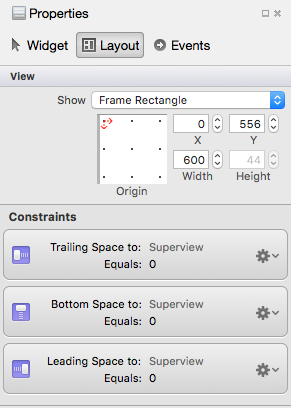 Properties
Widget Layout Events
View
Show Frame Rectangle
0 556
X Y
600 44
Width Height
Origin
Constraints
Trailing Space to: Superview
Equals: 0
Bottom Space to: Superview
Equals: 0
Leading Space to: Superview
Equals: 0